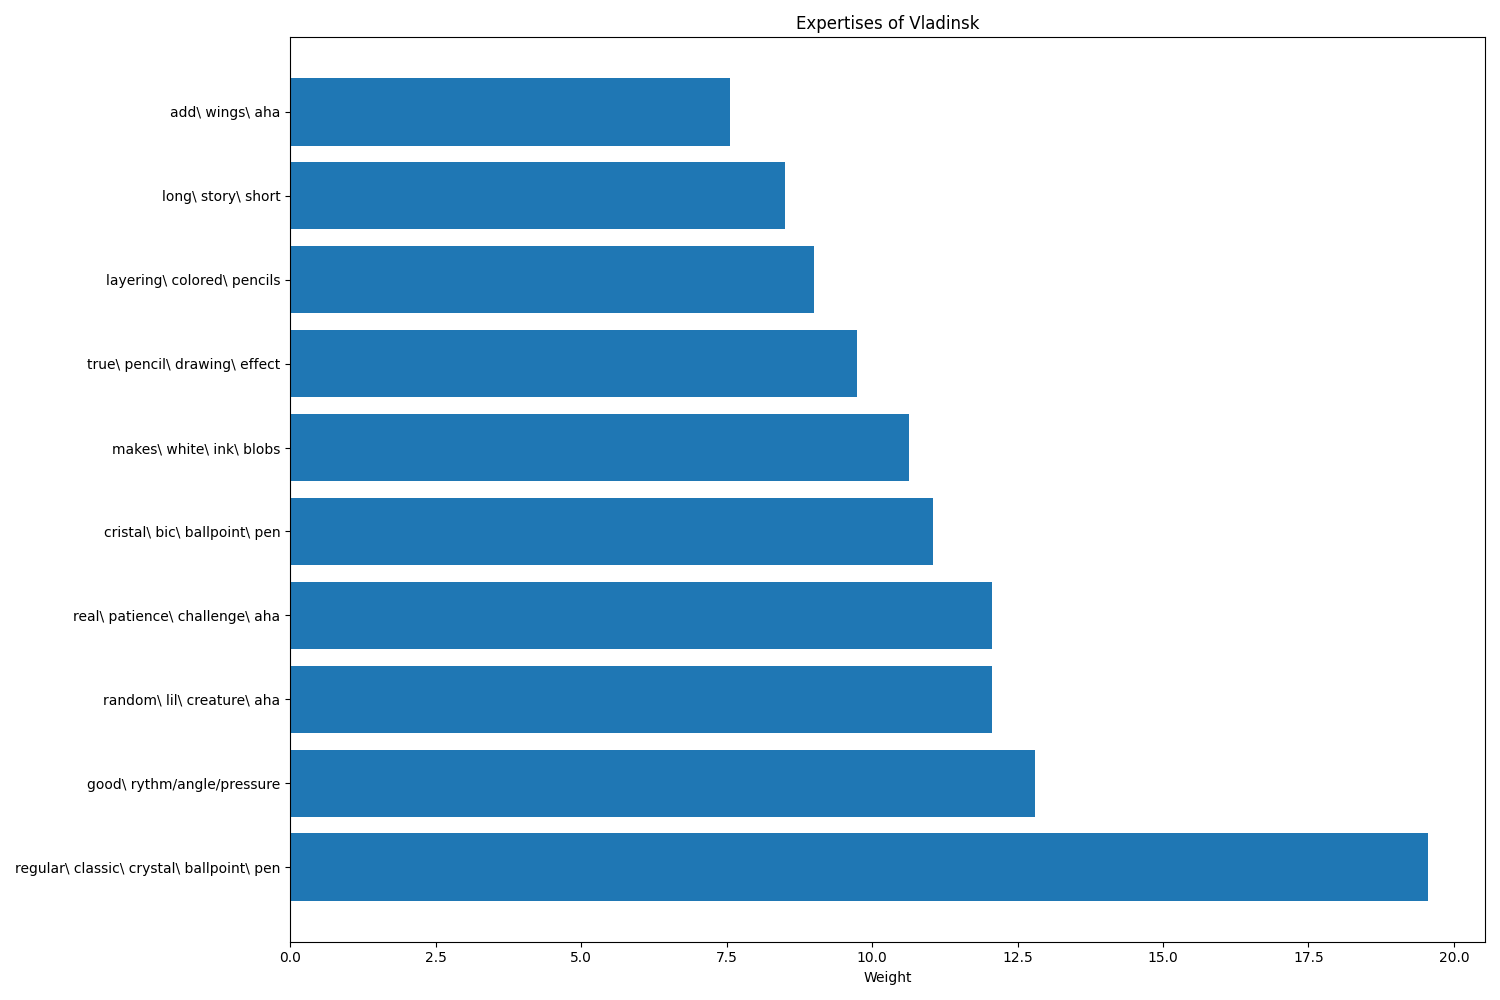 Expertises of Vladinsk
add\ wings\ aha
long\ story\ short
layering\ colored\ pencils
true\ pencil\ drawing\ effect
makes\ white\ ink\ blobs
cristal\ bic\ ballpoint\ pen
real\ patience\ challenge\ aha
random\ lil\ creature\ aha
good\ rythm/angle/pressure
regular\ classic\ crystal\ ballpoint\ pen
0.0 2.5 5.0 7.5 10.0 12.5 15.0 17.5 20.0
Weight